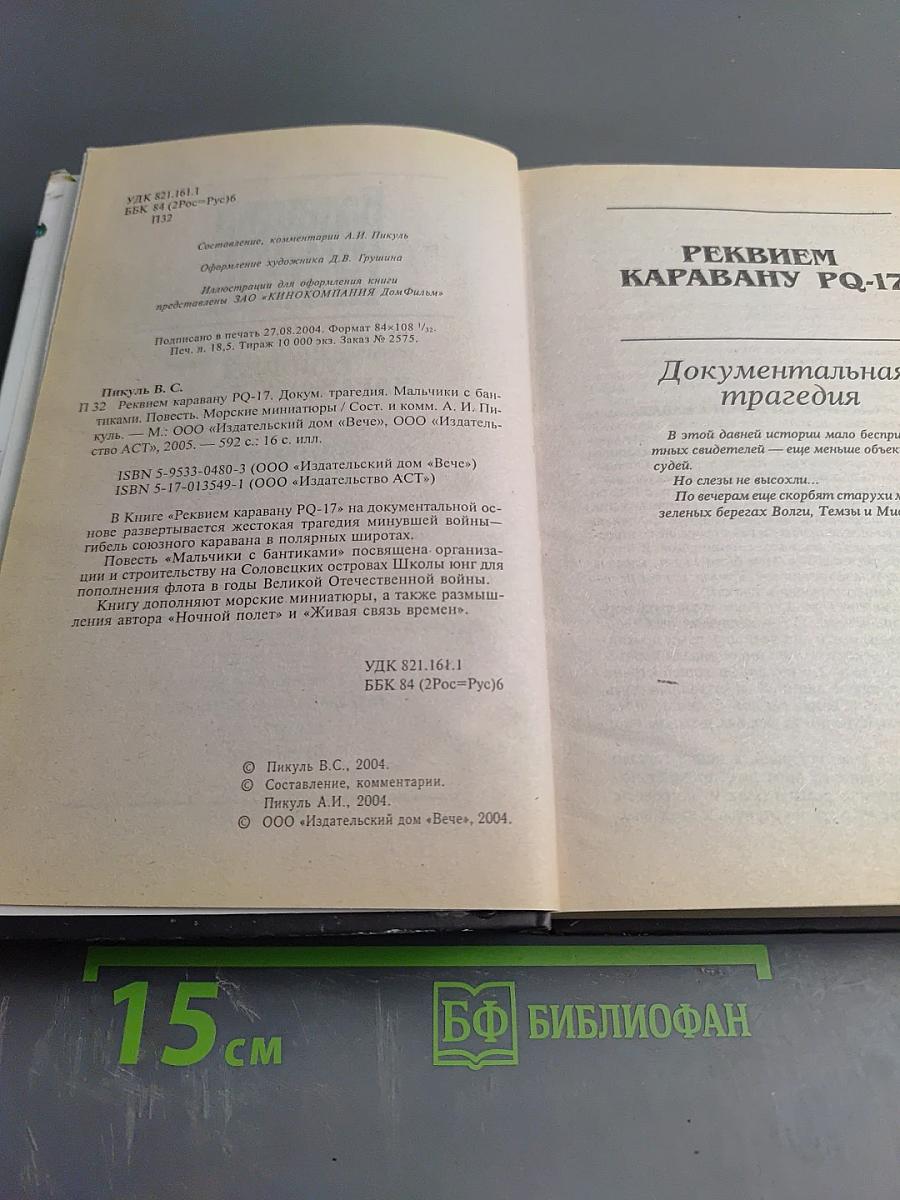 УДК 821.161.1
ББК 84 (2Рос=Рус)6
П32
Составление, комментарии А.И. Пикуль
Оформление художника Д.В. Грушина
Иллюстрации для оформления книги
представлены ЗАО «КИНОКОМПАНИЯ ДомФильм»
Подписано в печать 27.08.2004. Формат 84×108 1/32.
Печ. л. 18,5. Тираж 10 000 экз. Заказ № 2575.
Пикуль В. С.
П 32 Реквием каравану PQ-17. Докум. трагедия. Мальчики с бан-
тиками. Повесть. Морские миниатюры / Сост. и комм. А. И. Пи-
куль. — М.: ООО «Издательский дом «Вече», ООО «Издатель-
ство АСТ», 2005. — 592 с.: 16 с. илл.
ISBN 5-9533-0480-3 (ООО «Издательский дом «Вече»)
ISBN 5-17-013549-1 (ООО «Издательство АСТ»)
В Книге «Реквием каравану PQ-17» на документальной ос-
нове развертывается жестокая трагедия минувшей войны—
гибель союзного каравана в полярных широтах.
Повесть «Мальчики с бантиками» посвящена организа-
ции и строительству на Соловецких островах Школы юнг для
пополнения флота в годы Великой Отечественной войны.
Книгу дополняют морские миниатюры, а также размыш-
ления автора «Ночной полет» и «Живая связь времен».
УДК 821.161.1
ББК 84 (2Рос=Рус)6
© Пикуль В.С., 2004.
© Составление, комментарии.
Пикуль А.И., 2004.
© ООО «Издательский дом «Вече», 2004.
РЕКВИЕМ
КАРАВАНУ PQ-17
Документальная
трагедия
В этой давней истории мало беспри
тных свидетелей — еще меньше объек
судей.
Но слезы не высохли...
По вечерам еще скорбят старухи
зеленых берегах Волги, Темзы и Мис
15 см
БФ БИБЛИОФАН